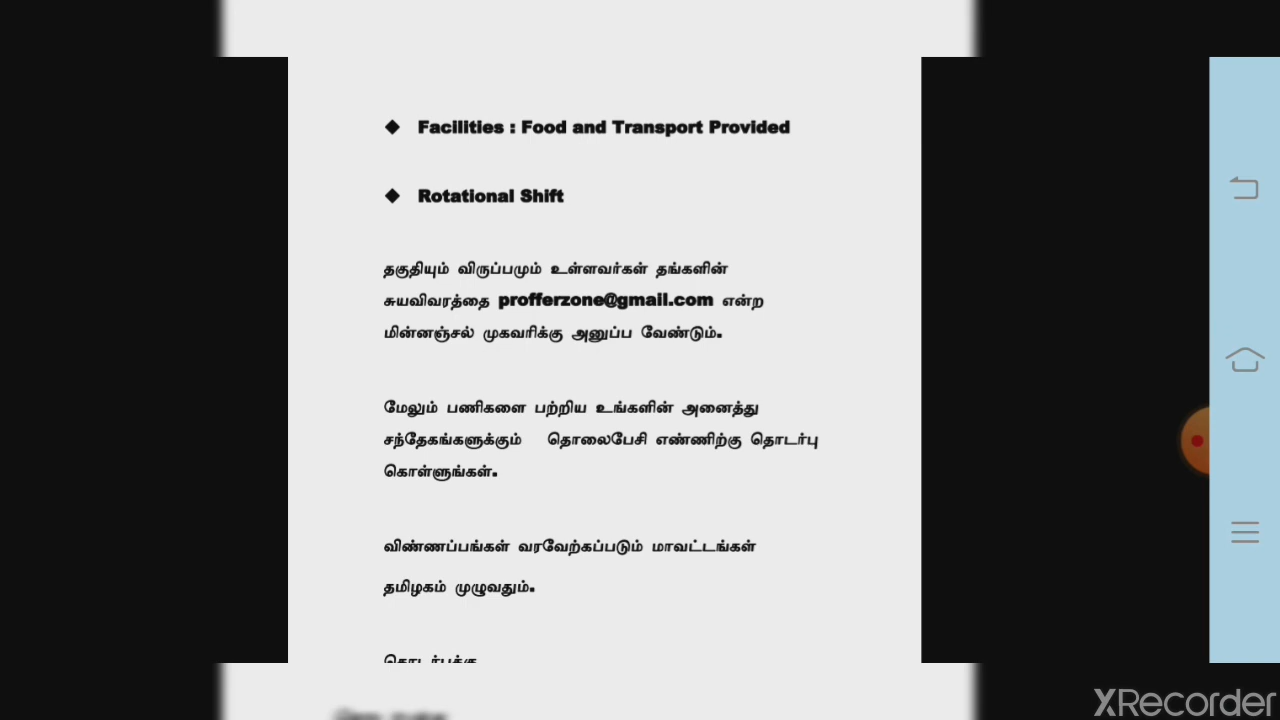 ◆ Facilities : Food and Transport Provided
◆ Rotational Shift
தகுதியும் விருப்பமும் உள்ளவர்கள் தங்களின்
சுயவிவரத்தை profferzone@gmail.com என்ற
மின்னஞ்சல் முகவரிக்கு அனுப்ப வேண்டும்.
மேலும் பணிகளை பற்றிய உங்களின் அனைத்து
சந்தேகங்களுக்கும் தொலைபேசி எண்ணிற்கு தொடர்பு
கொள்ளுங்கள்.
விண்ணப்பங்கள் வரவேற்கப்படும் மாவட்டங்கள்
தமிழகம் முழுவதும்.
XRecorder